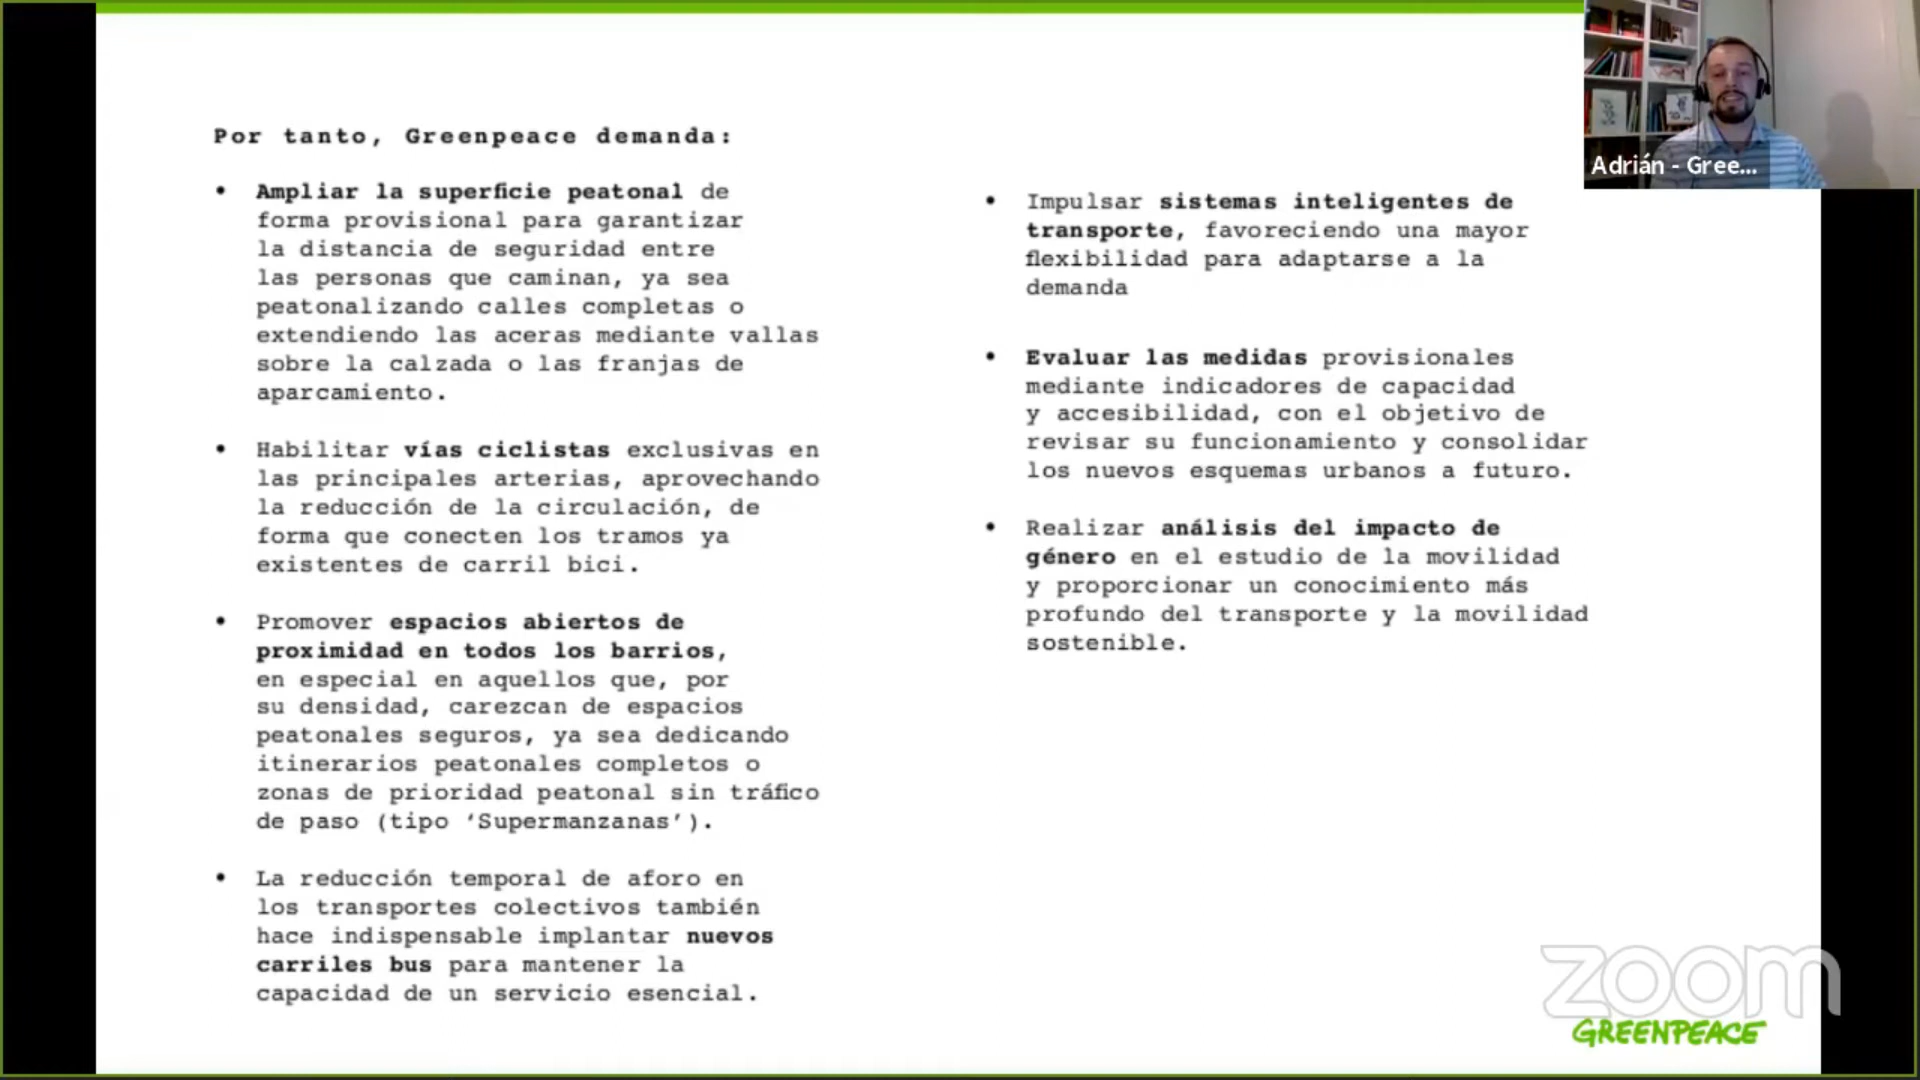 Por tanto, Greenpeace demanda:
• Ampliar la superficie peatonal de
forma provisional para garantizar
la distancia de seguridad entre
las personas que caminan, ya sea
peatonalizando calles completas o
extendiendo las aceras mediante vallas
sobre la calzada o las franjas de
aparcamiento.
• Habilitar vías ciclistas exclusivas en
las principales arterias, aprovechando
la reducción de la circulación, de
forma que conecten los tramos ya
existentes de carril bici.
• Promover espacios abiertos de
proximidad en todos los barrios,
en especial en aquellos que, por
su densidad, carezcan de espacios
peatonales seguros, ya sea dedicando
itinerarios peatonales completos o
zonas de prioridad peatonal sin tráfico
de paso (tipo ‘Supermanzanas’).
• La reducción temporal de aforo en
los transportes colectivos también
hace indispensable implantar nuevos
carriles bus para mantener la
capacidad de un servicio esencial.
• Impulsar sistemas inteligentes de
transporte, favoreciendo una mayor
flexibilidad para adaptarse a la
demanda
• Evaluar las medidas provisionales
mediante indicadores de capacidad
y accesibilidad, con el objetivo de
revisar su funcionamiento y consolidar
los nuevos esquemas urbanos a futuro.
• Realizar análisis del impacto de
género en el estudio de la movilidad
y proporcionar un conocimiento más
profundo del transporte y la movilidad
sostenible.
Adrián - Gree...
zoom
GREENPEACE